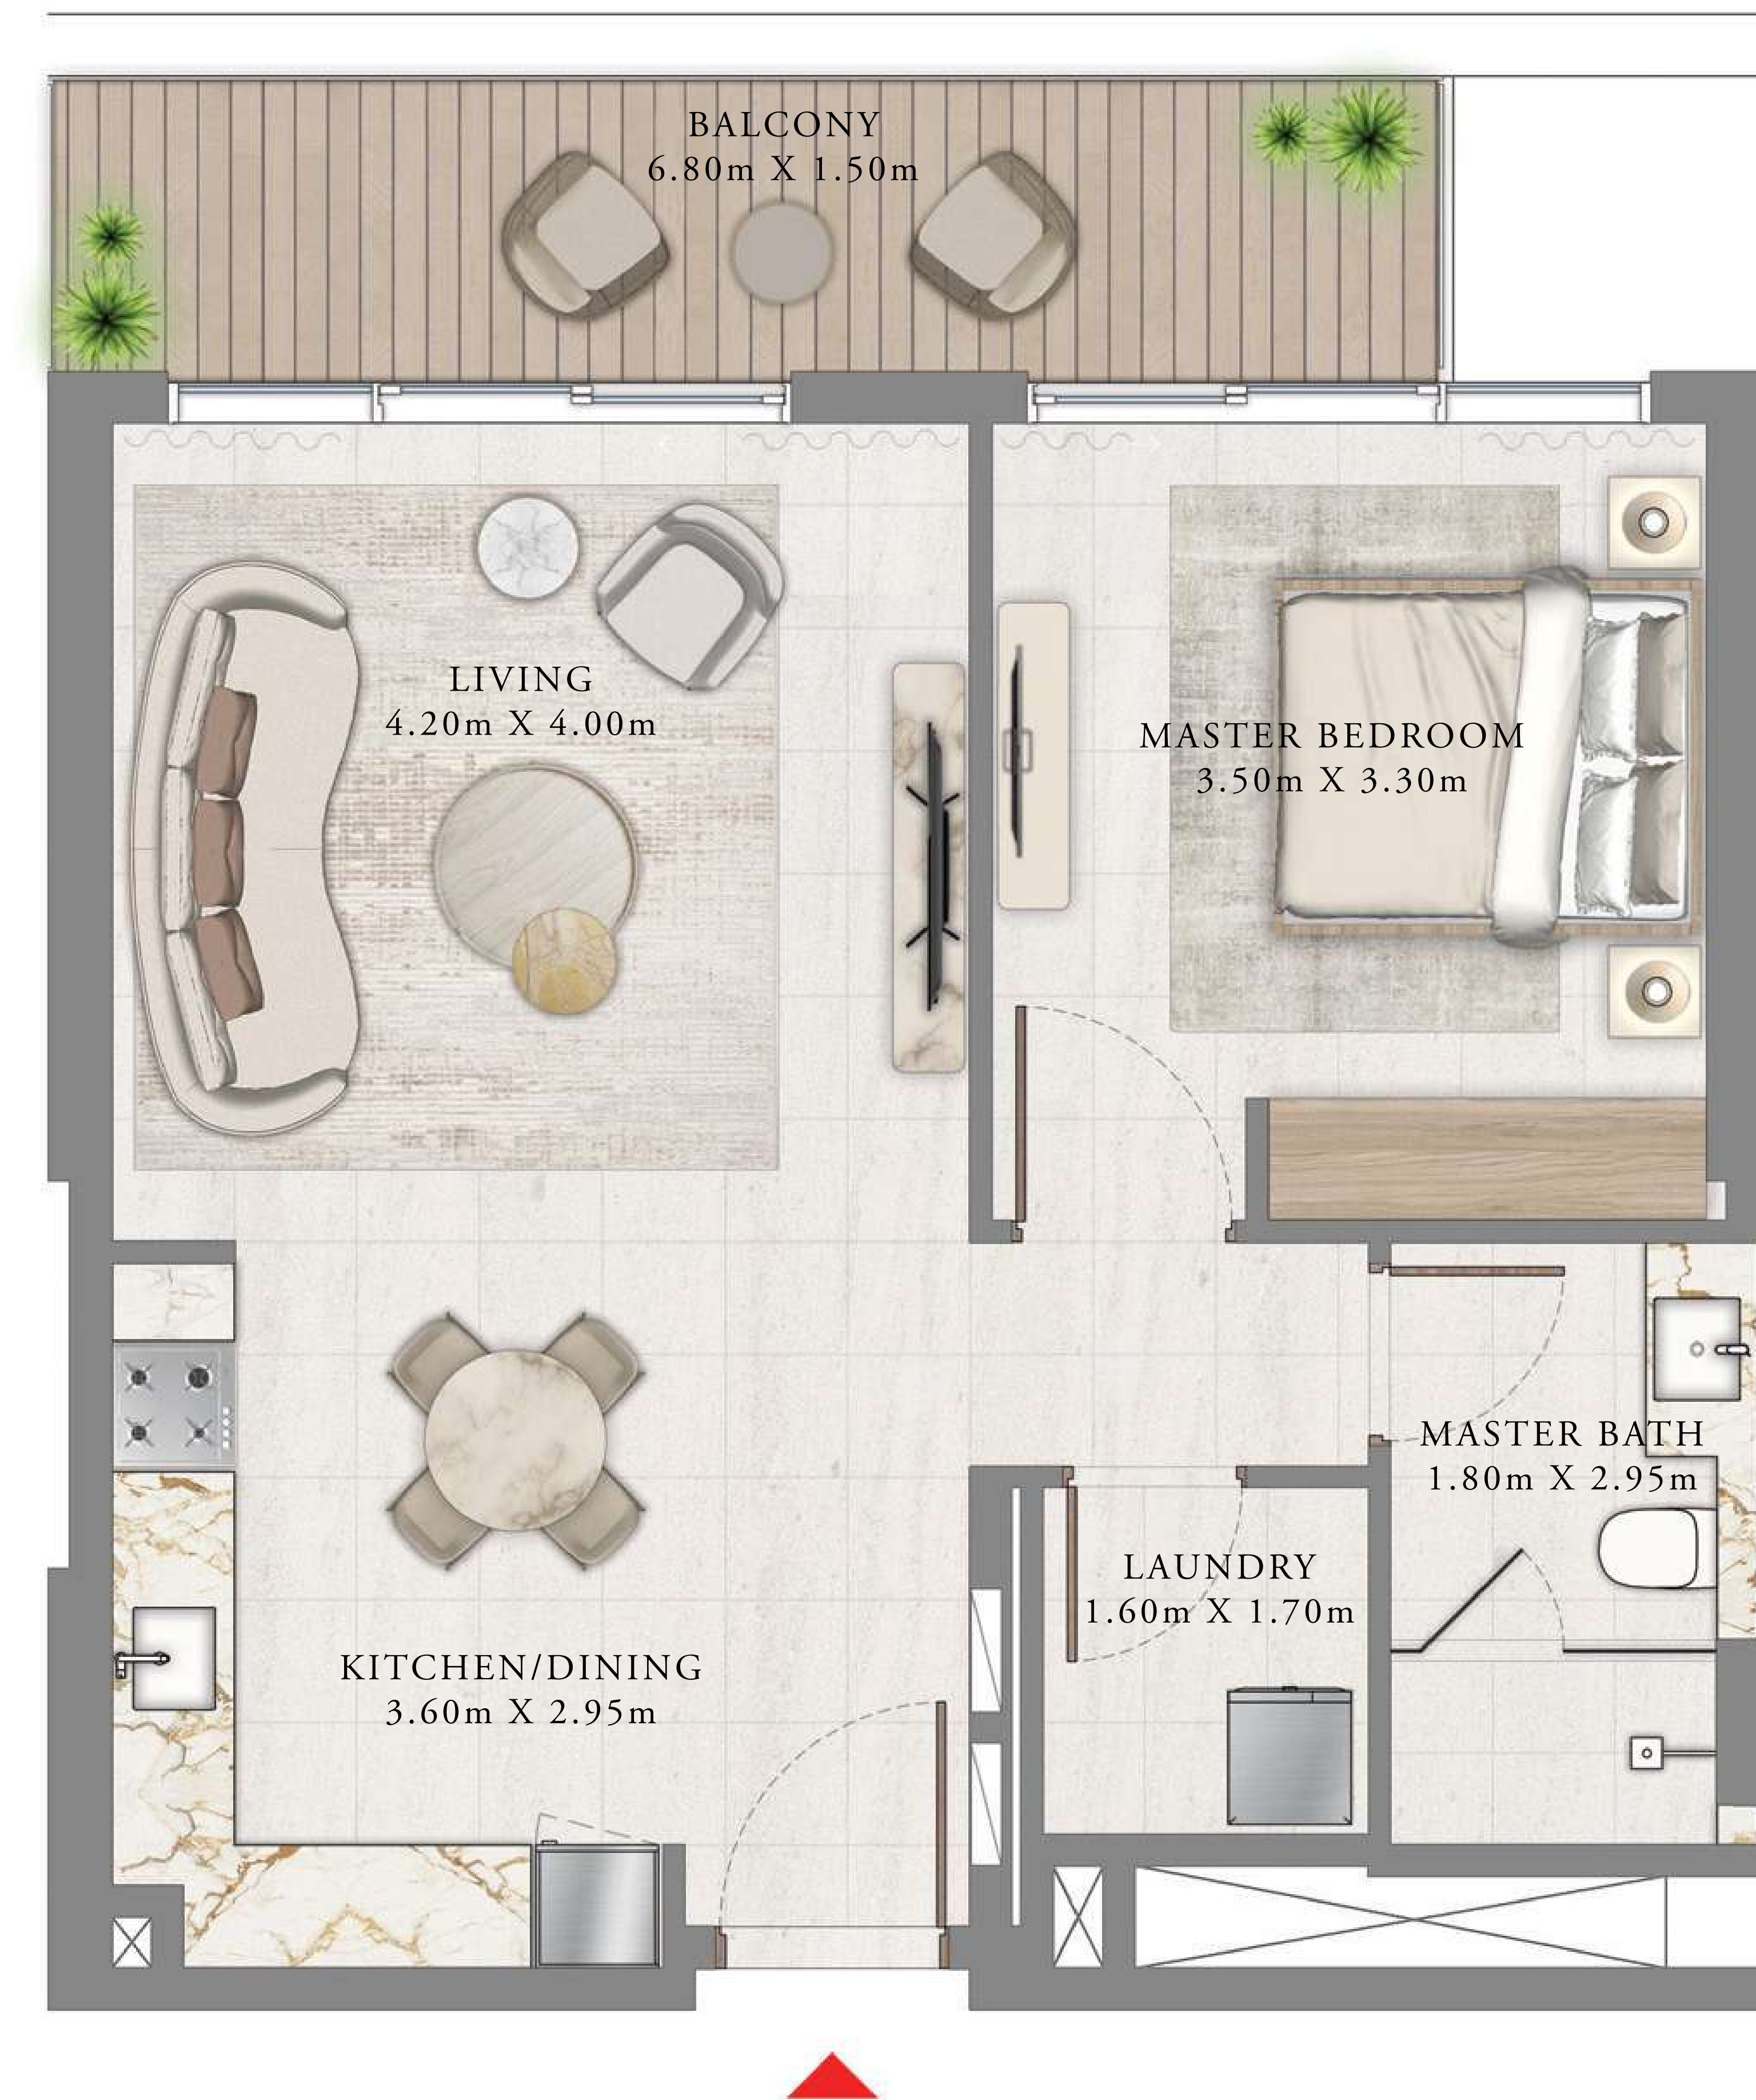 BALCONY
6.80m X 1.50m
LIVING
4.20m X 4.00m
MASTER BEDROOM
3.50m X 3.30m
MASTER BATH
1.80m X 2.95m
LAUNDRY
1.60m X 1.70m
KITCHEN/DINING
3.60m X 2.95m